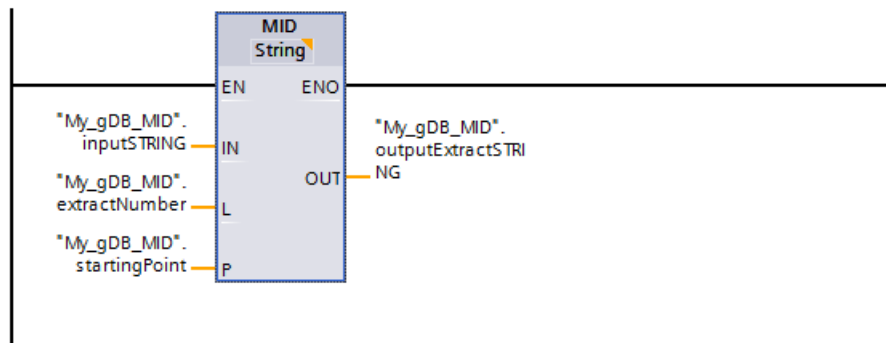 MID
String
EN ENO
"My_gDB_MID".
inputSTRING
IN
"My_gDB_MID".
outputExtractSTRI
NG
OUT
"My_gDB_MID".
extractNumber
L
"My_gDB_MID".
startingPoint
P